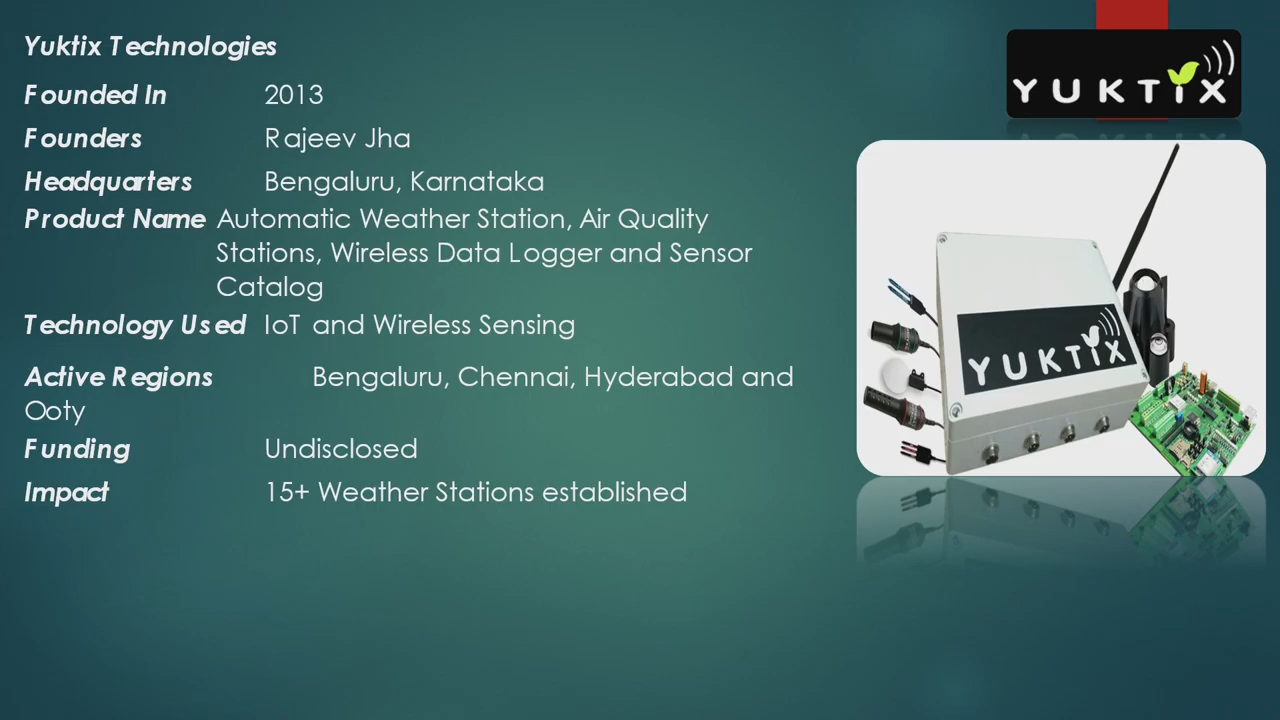 Yuktix Technologies
YUKTiX
Founded In 2013
Founders Rajeev Jha
Headquarters Bengaluru, Karnataka
Product Name Automatic Weather Station, Air Quality
Stations, Wireless Data Logger and Sensor
Catalog
Technology Used IoT and Wireless Sensing
Active Regions Bengaluru, Chennai, Hyderabad and
Ooty
Funding Undisclosed
Impact 15+ Weather Stations established
YUKTiX